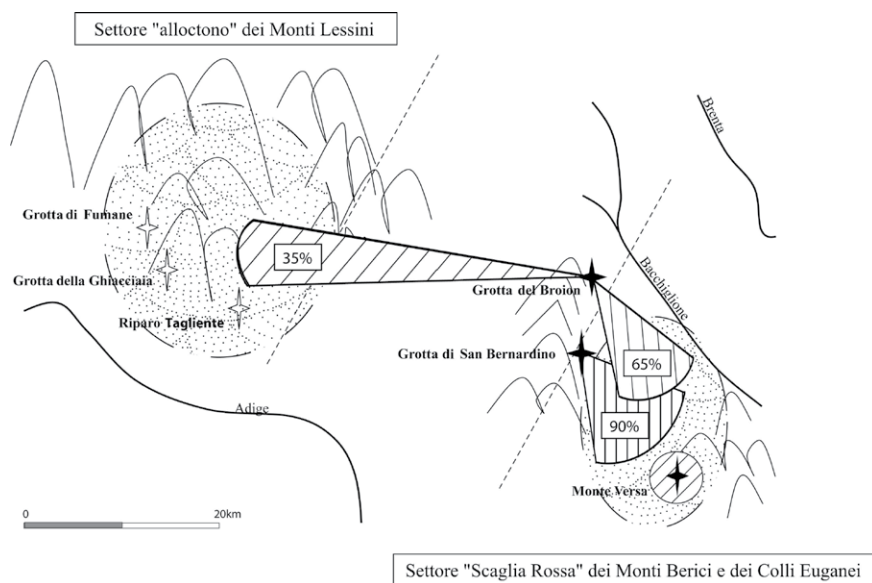 Settore "alloctono" dei Monti Lessini
Brenta
Grotta di Fumane
35%
Bacchiglione
Grotta della Ghiacciaia
Grotta del Broion
Riparo Tagliente
Grotta di San Bernardino
65%
Adige
90%
Monte Versa
0
20km
Settore "Scaglia Rossa" dei Monti Berici e dei Colli Euganei